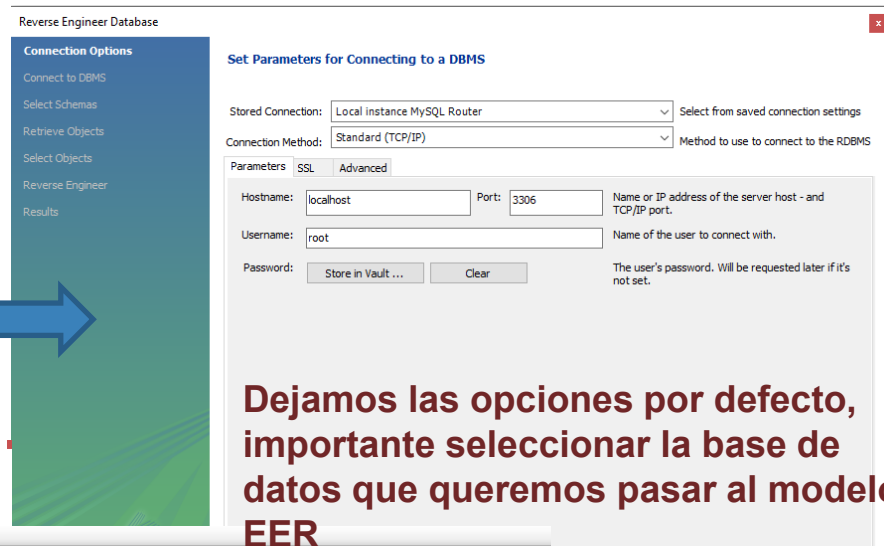 Reverse Engineer Database
x
Connection Options
Connect to DBMS
Select Schemas
Retrieve Objects
Select Objects
Reverse Engineer
Results
Set Parameters for Connecting to a DBMS
Stored Connection: Local instance MySQL Router Select from saved connection settings
Connection Method: Standard (TCP/IP) Method to use to connect to the RDBMS
Parameters SSL Advanced
Hostname: localhost Port: 3306 Name or IP address of the server host - and
TCP/IP port.
Username: root Name of the user to connect with.
Password: Store in Vault ... Clear The user's password. Will be requested later if it's
not set.
Dejamos las opciones por defecto,
importante seleccionar la base de
datos que queremos pasar al modelo
EER